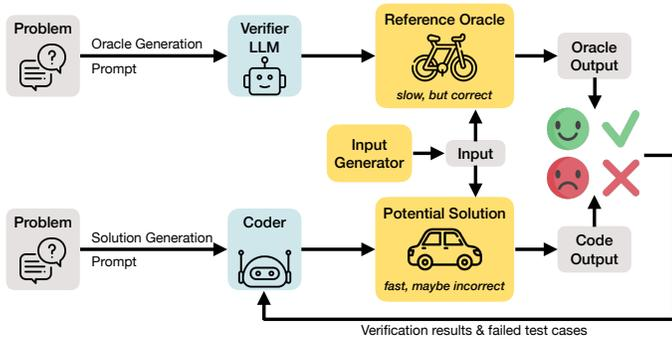 Problem
Oracle Generation
Prompt
Verifier
LLM
Reference Oracle
slow, but correct
Oracle
Output
Input
Generator
Input
Problem
Solution Generation
Prompt
Coder
Potential Solution
fast, maybe incorrect
Code
Output
Verification results & failed test cases